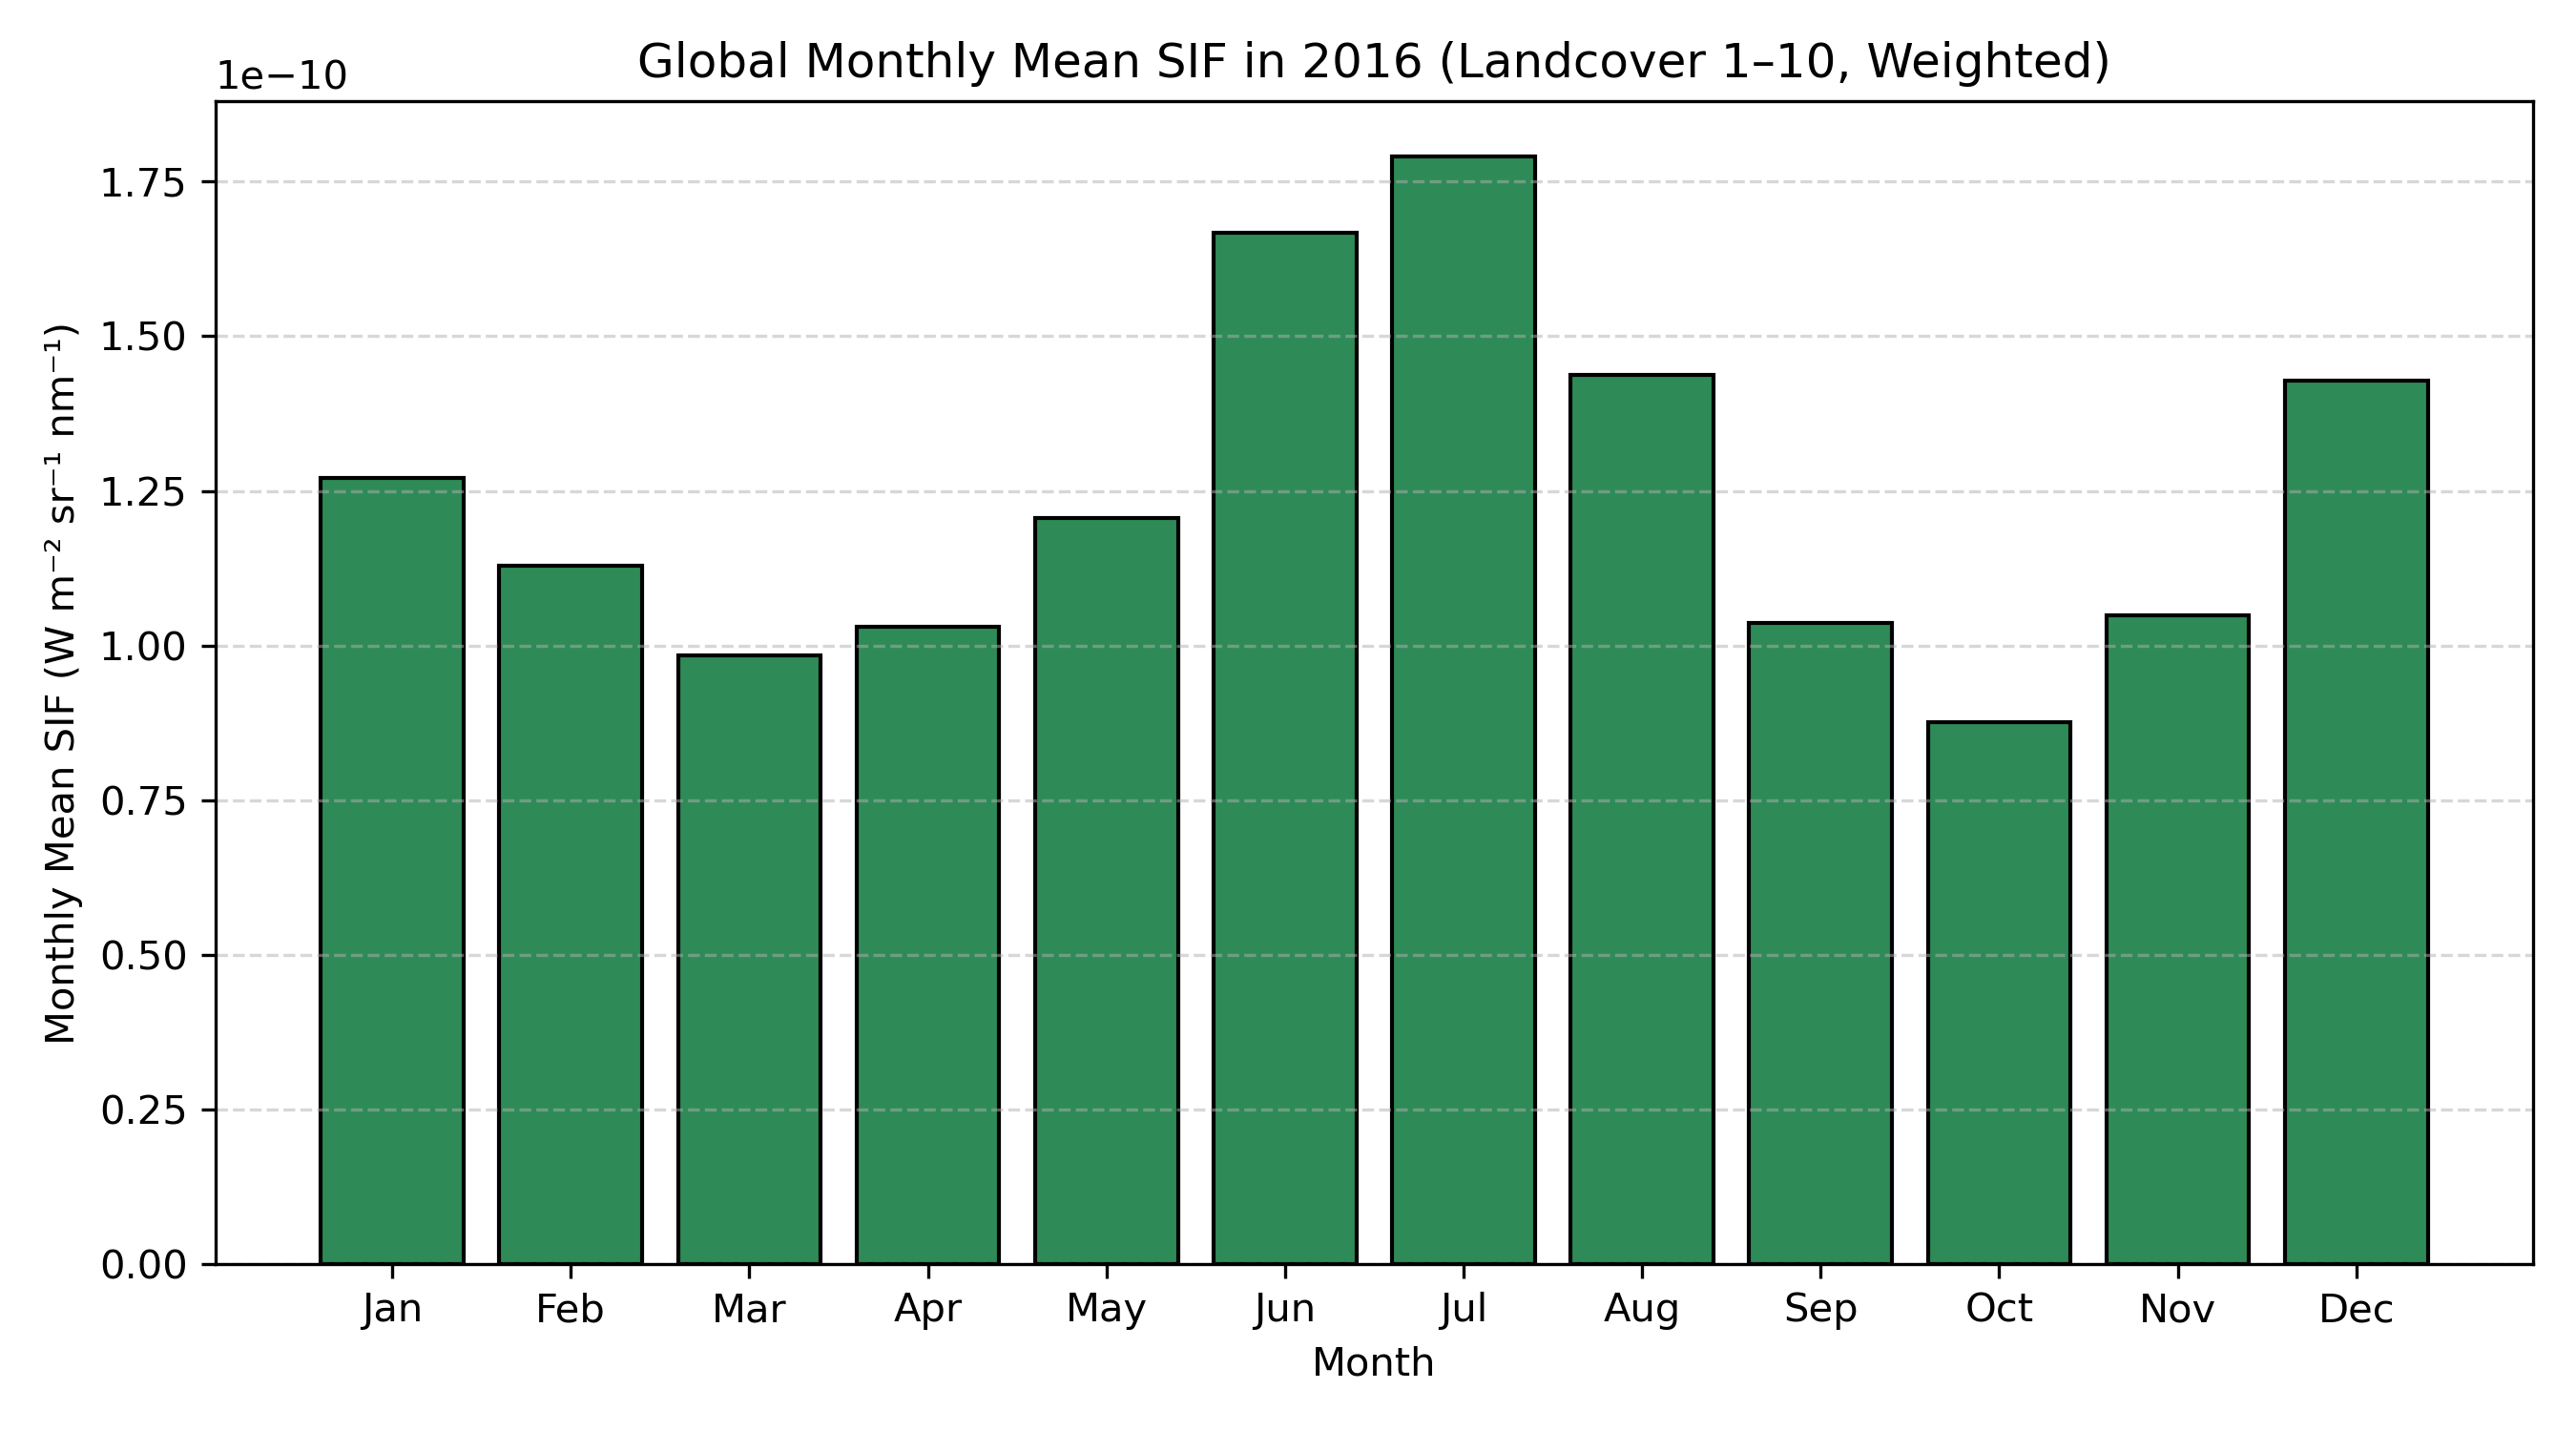 Global Monthly Mean SIF in 2016 (Landcover 1–10, Weighted)
1e−10
1.75
1.50
1.25
1.00
0.75
0.50
0.25
0.00
Monthly Mean SIF (W m⁻² sr⁻¹ nm⁻¹)
Jan Feb Mar Apr May Jun Jul Aug Sep Oct Nov Dec
Month